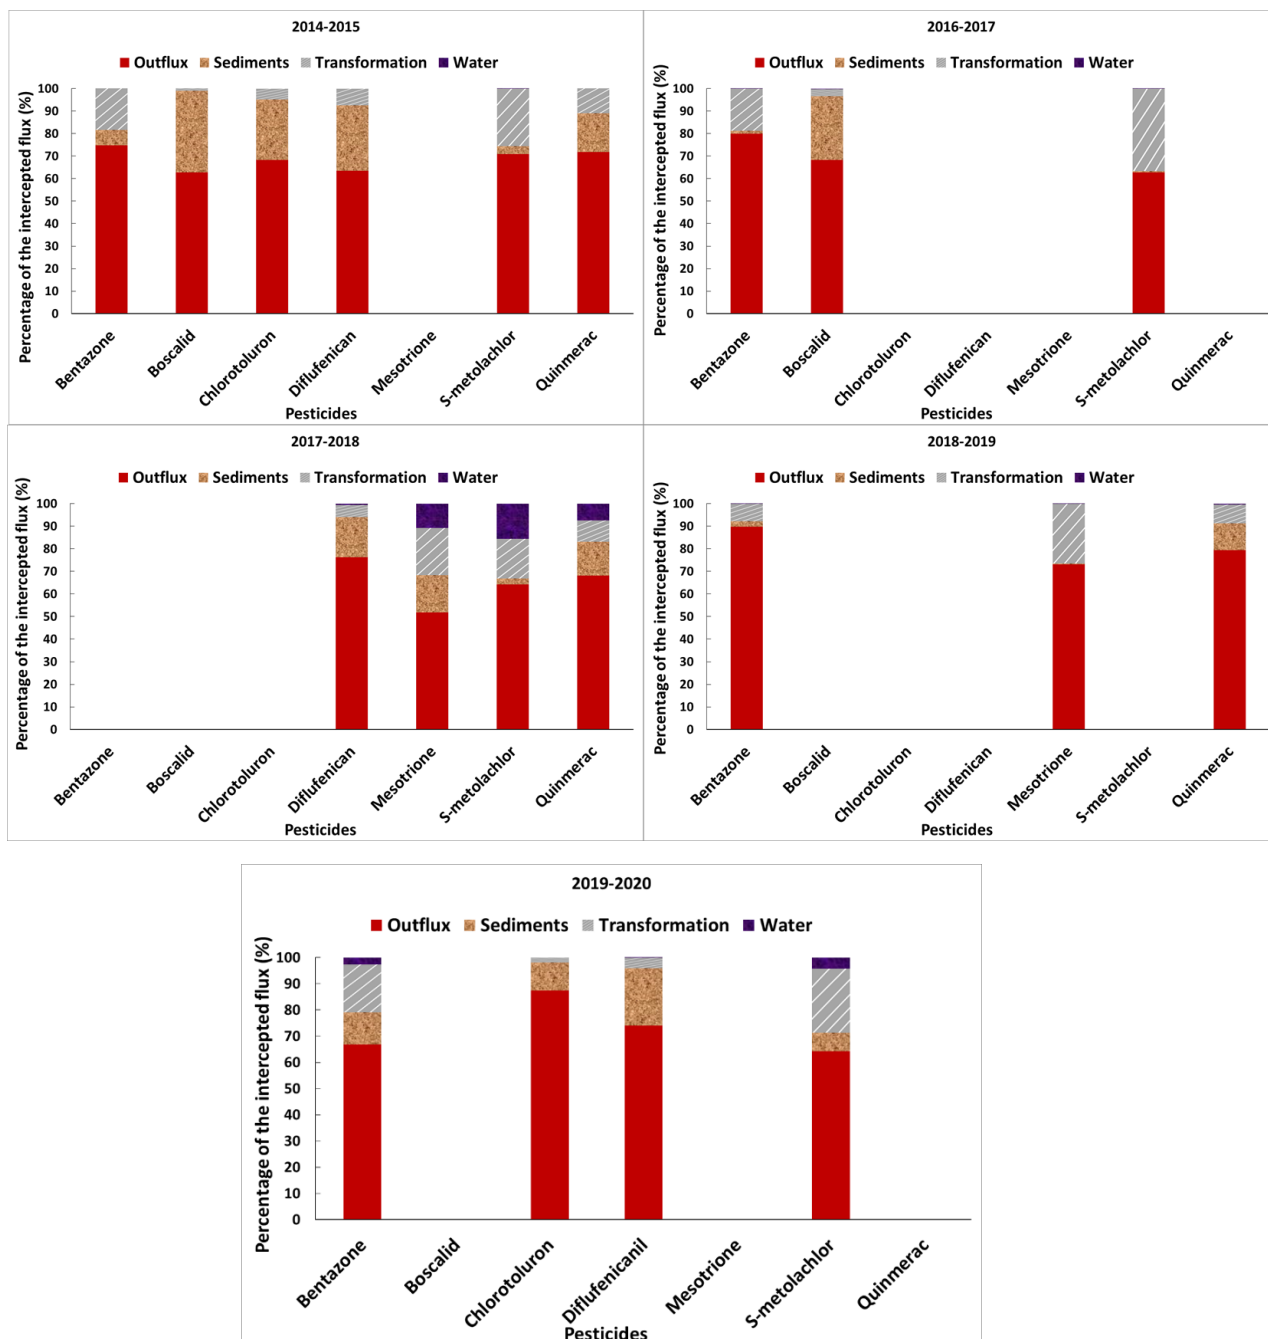 2014-2015
Outflux Sediments Transformation Water
Percentage of the intercepted flux (%)
100
90
80
70
60
50
40
30
20
10
0
Bentazone
Boscalid
Chlorotoluron
Diflufenican
Mesotrione
S-metolachlor
Quinmerac
Pesticides
2016-2017
Outflux Sediments Transformation Water
Percentage of the intercepted flux (%)
100
90
80
70
60
50
40
30
20
10
0
Bentazone
Boscalid
Chlorotoluron
Diflufenican
Mesotrione
S-metolachlor
Quinmerac
Pesticides
2017-2018
Outflux Sediments Transformation Water
Percentage of the intercepted flux (%)
100
90
80
70
60
50
40
30
20
10
0
Bentazone
Boscalid
Chlorotoluron
Diflufenican
Mesotrione
S-metolachlor
Quinmerac
Pesticides
2018-2019
Outflux Sediments Transformation Water
Percentage of the intercepted flux (%)
100
90
80
70
60
50
40
30
20
10
0
Bentazone
Boscalid
Chlorotoluron
Diflufenican
Mesotrione
S-metolachlor
Quinmerac
Pesticides
2019-2020
Outflux Sediments Transformation Water
Percentage of the intercepted flux (%)
100
90
80
70
60
50
40
30
20
10
0
Bentazone
Boscalid
Chlorotoluron
Diflufenicanil
Mesotrione
S-metolachlor
Quinmerac
Pesticides